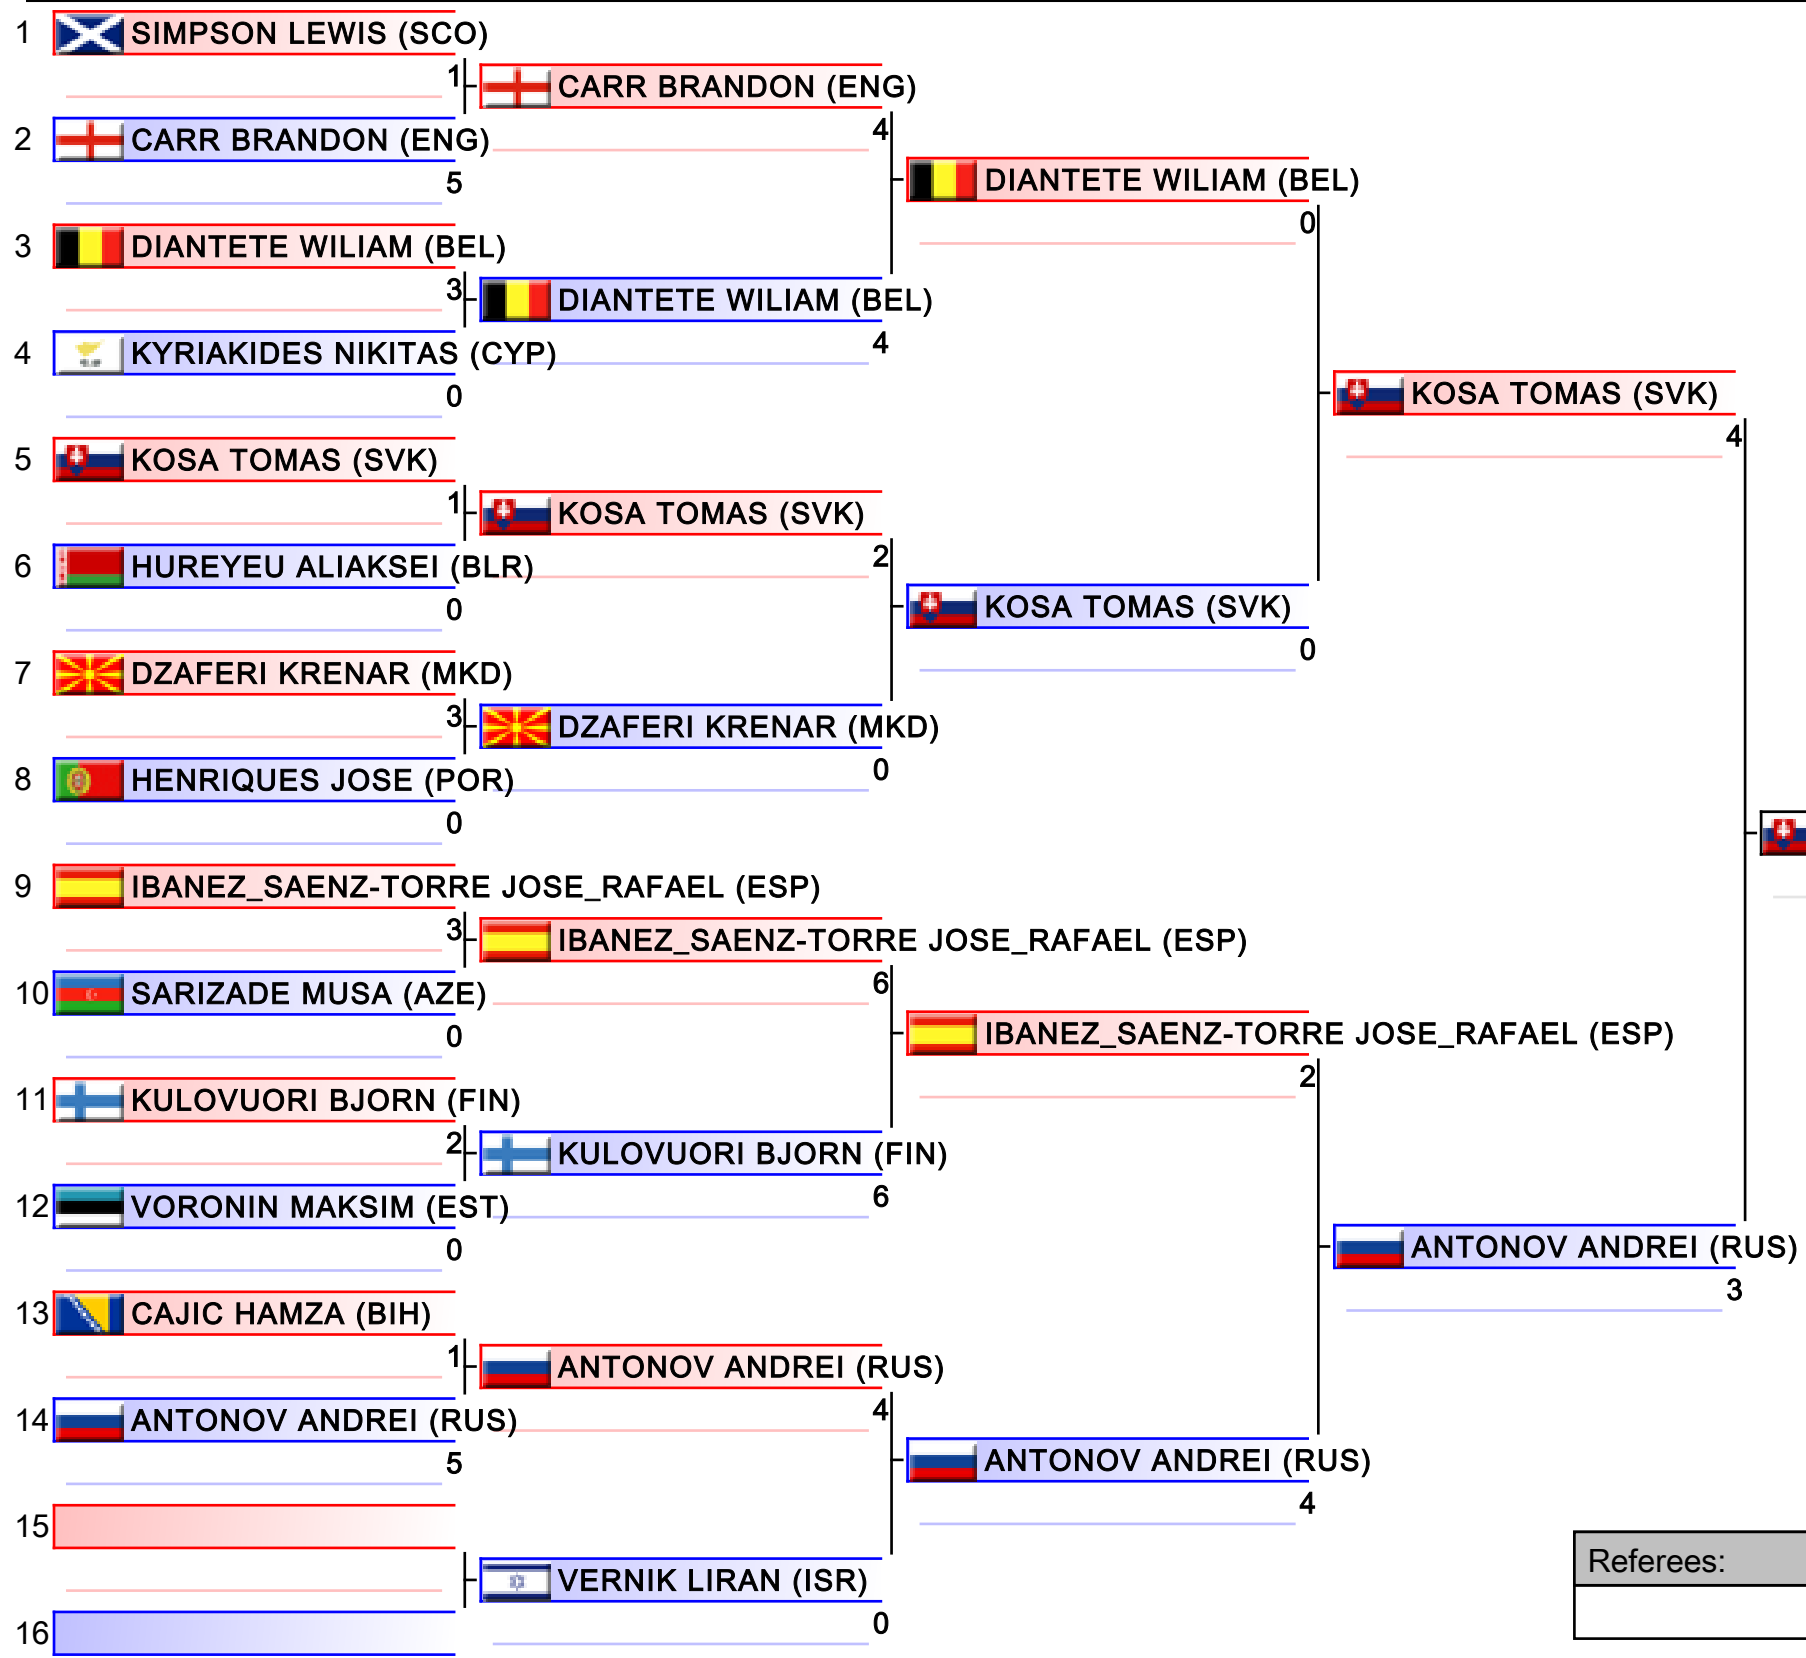 1 SIMPSON LEWIS (SCO)
1 CARR BRANDON (ENG)
2 CARR BRANDON (ENG)
4
5
DIANTETE WILIAM (BEL)
3 DIANTETE WILIAM (BEL)
0
3 DIANTETE WILIAM (BEL)
4 KYRIAKIDES NIKITAS (CYP)
4
0
KOSA TOMAS (SVK)
4
5 KOSA TOMAS (SVK)
1 KOSA TOMAS (SVK)
6 HUREYEU ALIAKSEI (BLR)
2
0
KOSA TOMAS (SVK)
0
7 DZAFERI KRENAR (MKD)
3 DZAFERI KRENAR (MKD)
8 HENRIQUES JOSE (POR)
0
0
9 IBANEZ_SAENZ-TORRE JOSE_RAFAEL (ESP)
3 IBANEZ_SAENZ-TORRE JOSE_RAFAEL (ESP)
10 SARIZADE MUSA (AZE)
6
0
IBANEZ_SAENZ-TORRE JOSE_RAFAEL (ESP)
2
11 KULOVUORI BJORN (FIN)
2 KULOVUORI BJORN (FIN)
12 VORONIN MAKSIM (EST)
6
0
ANTONOV ANDREI (RUS)
3
13 CAJIC HAMZA (BIH)
1 ANTONOV ANDREI (RUS)
14 ANTONOV ANDREI (RUS)
4
5
ANTONOV ANDREI (RUS)
4
15
VERNIK LIRAN (ISR)
0
16
Referees: